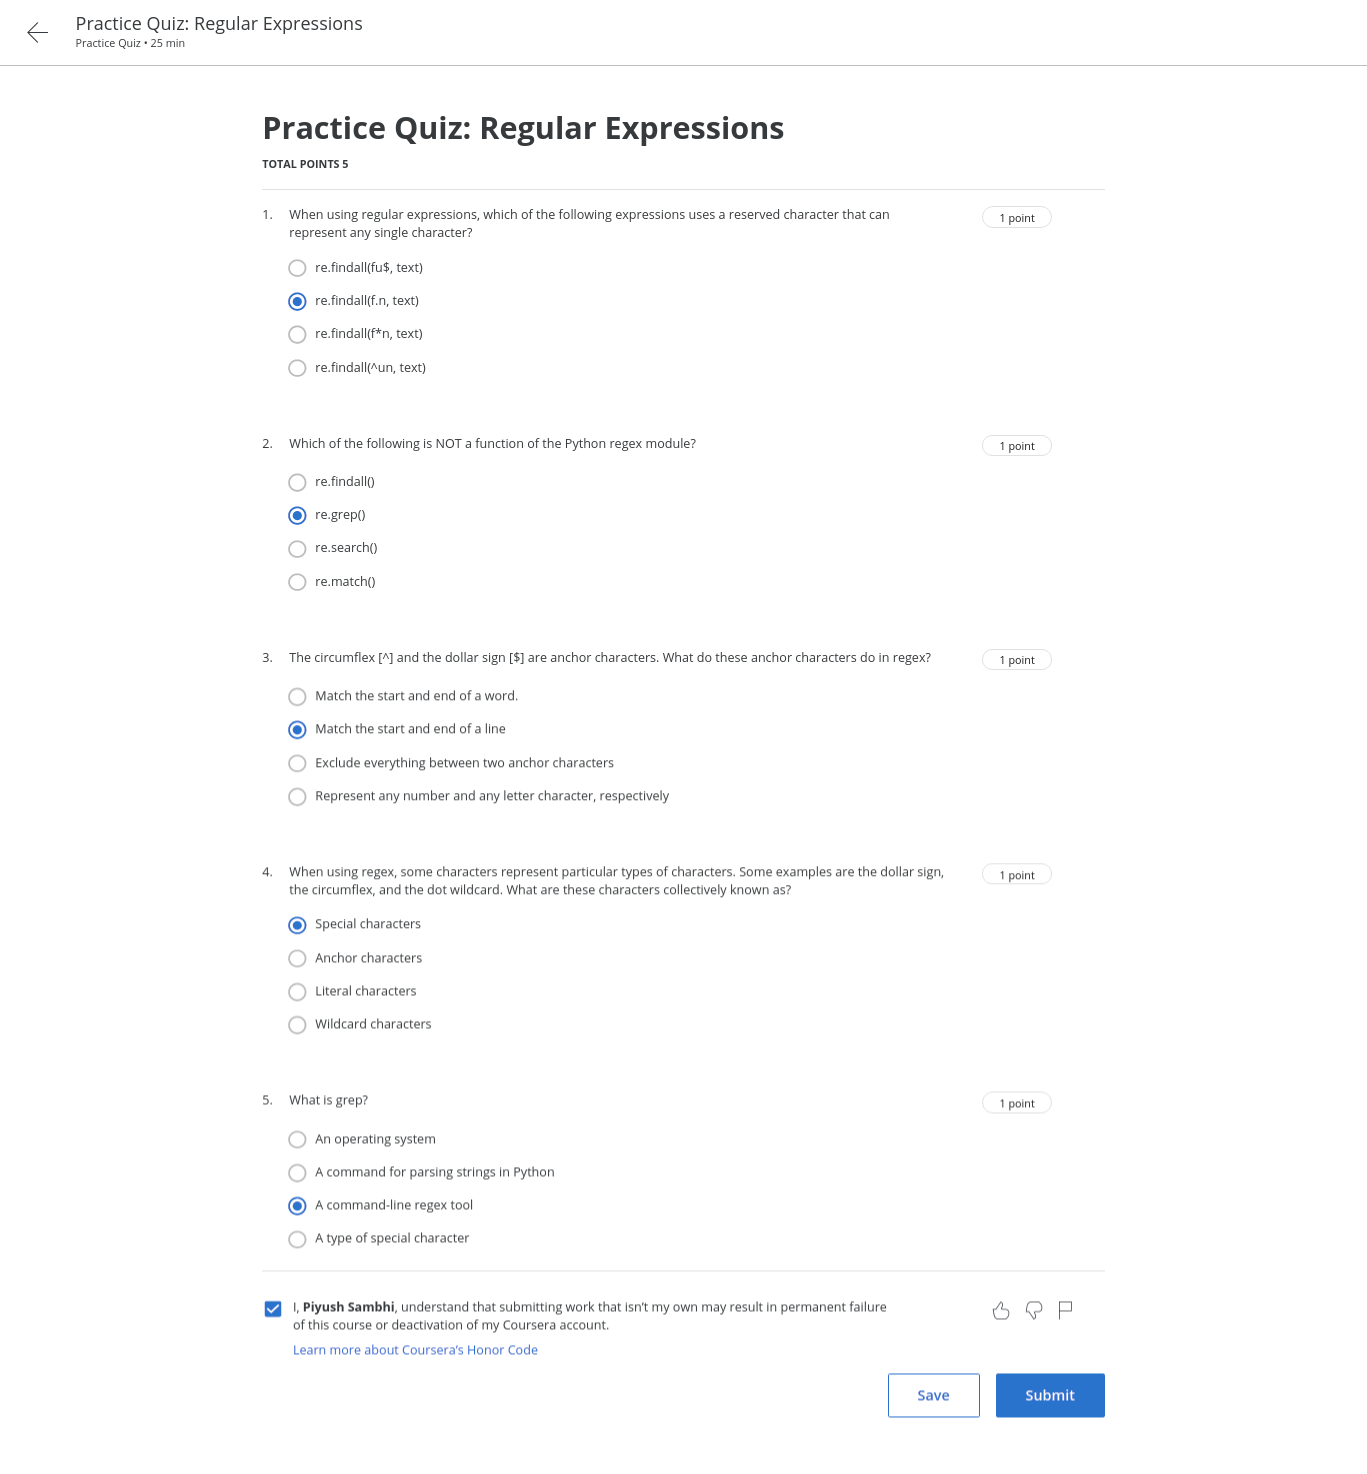 Practice Quiz: Regular Expressions
Practice Quiz • 25 min
Practice Quiz: Regular Expressions
TOTAL POINTS 5
1. When using regular expressions, which of the following expressions uses a reserved character that can
represent any single character?
1 point
re.findall(fu$, text)
re.findall(f.n, text)
re.findall(f*n, text)
re.findall(^un, text)
2. Which of the following is NOT a function of the Python regex module?
1 point
re.findall()
re.grep()
re.search()
re.match()
3. The circumflex [^] and the dollar sign [$] are anchor characters. What do these anchor characters do in regex?
1 point
Match the start and end of a word.
Match the start and end of a line
Exclude everything between two anchor characters
Represent any number and any letter character, respectively
4. When using regex, some characters represent particular types of characters. Some examples are the dollar sign,
the circumflex, and the dot wildcard. What are these characters collectively known as?
1 point
Special characters
Anchor characters
Literal characters
Wildcard characters
5. What is grep?
1 point
An operating system
A command for parsing strings in Python
A command-line regex tool
A type of special character
I, Piyush Sambhi, understand that submitting work that isn’t my own may result in permanent failure
of this course or deactivation of my Coursera account.
Learn more about Coursera’s Honor Code
Save
Submit